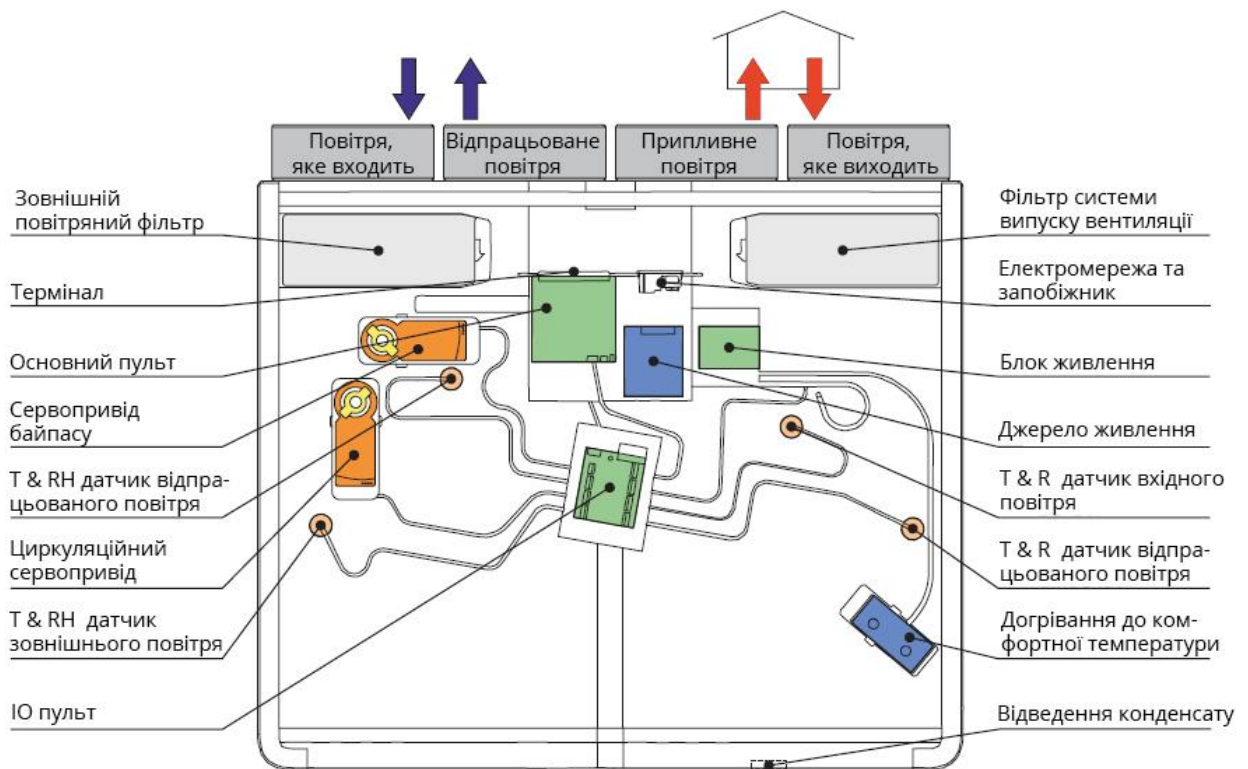 Повітря,
яке входить
Відпрацьоване
повітря
Припливне
повітря
Повітря,
яке виходить
Зовнішній
повітряний фільтр
Термінал
Основний пульт
Сервопривід
байпасу
T & RH датчик відпра-
цьованого повітря
Циркуляційний
сервопривід
T & RH датчик
зовнішнього повітря
IO пульт
Фільтр системи
випуску вентиляції
Електромережа та
запобіжник
Блок живлення
Джерело живлення
T & R датчик вхідного
повітря
T & R датчик відпра-
цьованого повітря
Догрівання до ком-
фортної температури
Відведення конденсату